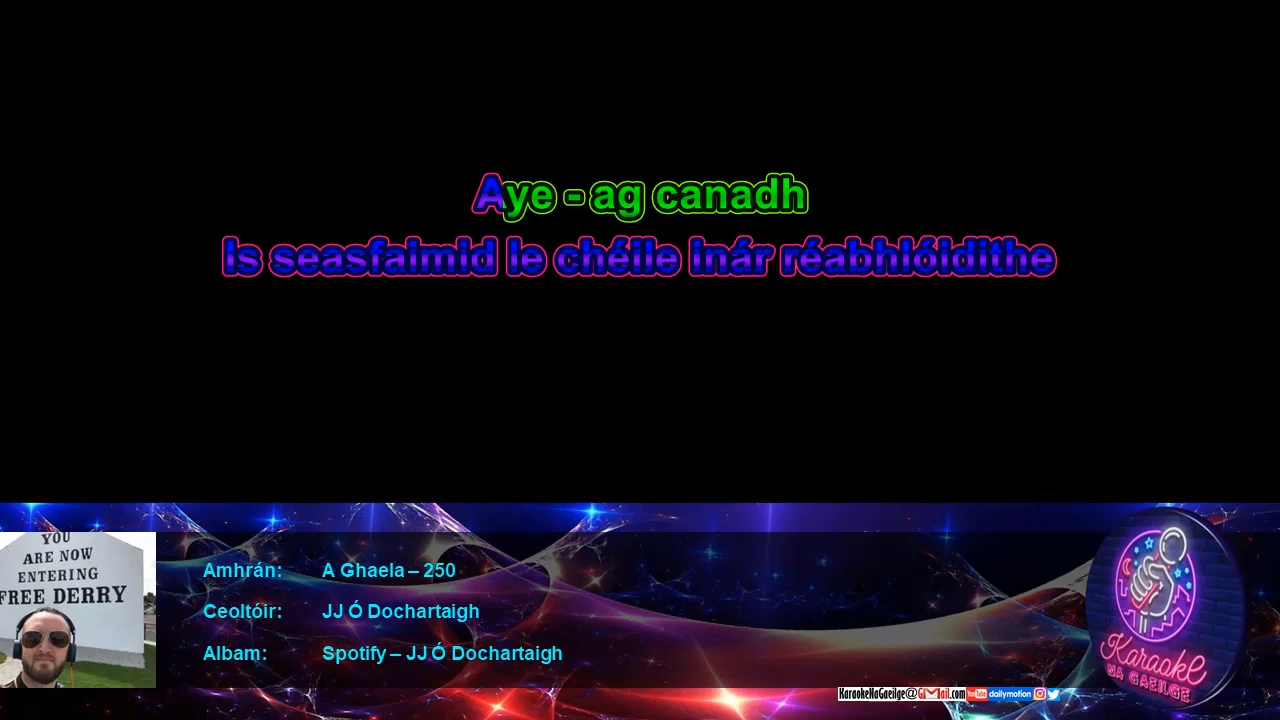 Aye - ag canadh
Is seasfaimid le chéile inár réabhlóidithe
YOU
ARE NOW
ENTERING
FREE DERRY
Amhrán: A Ghaela – 250
Ceoltóir: JJ Ó Dochartaigh
Albam: Spotify – JJ Ó Dochartaigh
Karaoke
NA GAEILGE
KaraokeNaGaeilge@GMail.com YouTube dailymotion